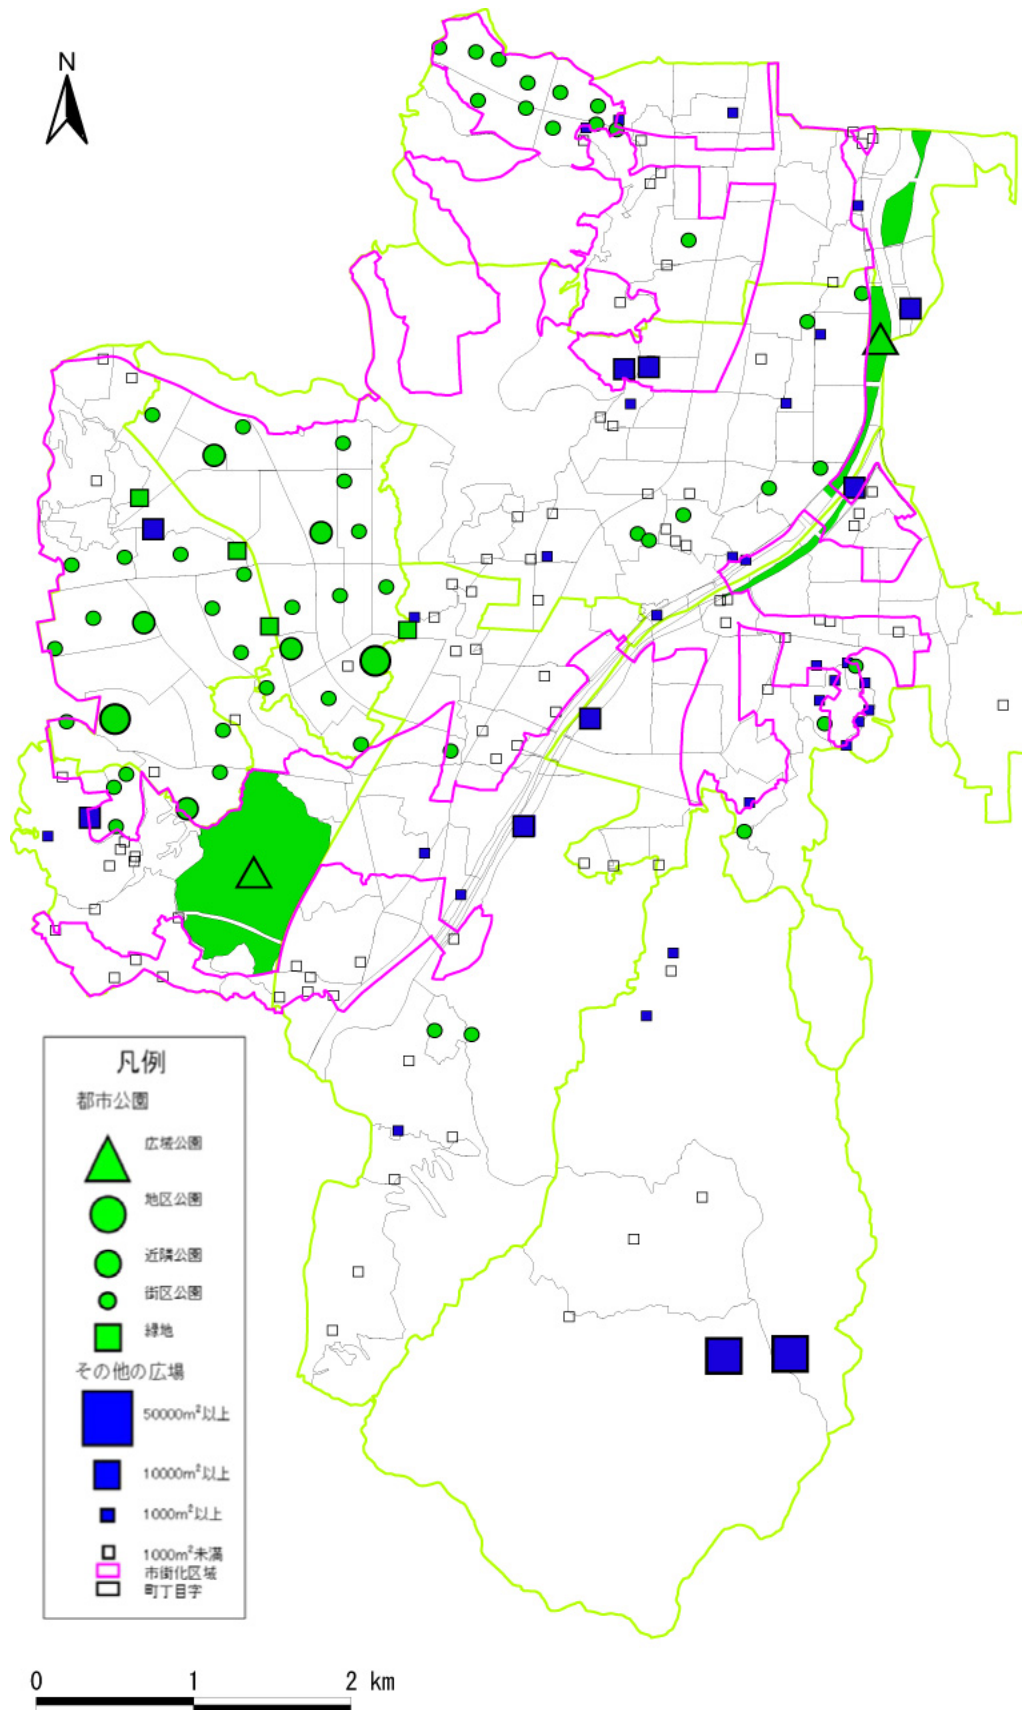 N
凡例
都市公園
広域公園
地区公園
近隣公園
街区公園
緑地
その他の広場
50000m²以上
10000m²以上
1000m²以上
1000m²未満
市街化区域
町丁目字
0 1 2 km